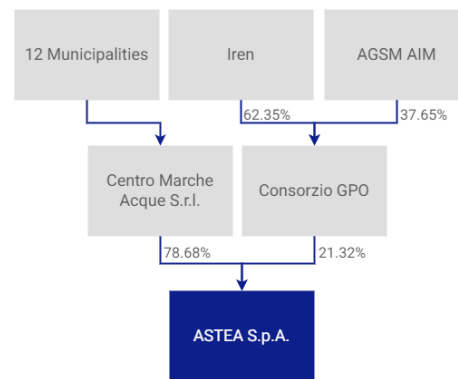 12 Municipalities
Iren
AGSM AIM
62.35%
37.65%
Centro Marche
Acque S.r.l.
Consorzio GPO
78.68%
21.32%
ASTEA S.p.A.